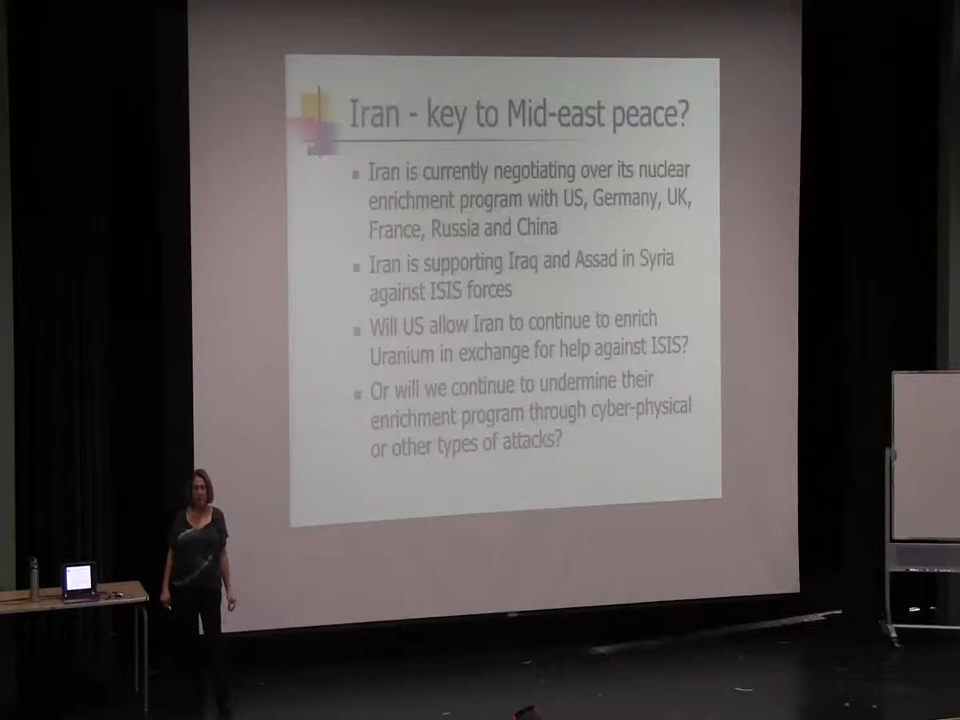 Iran - key to Mid-east peace?
Iran is currently negotiating over its nuclear
enrichment program with US, Germany, UK,
France, Russia and China
Iran is supporting Iraq and Assad in Syria
against ISIS forces
Will US allow Iran to continue to enrich
Uranium in exchange for help against ISIS?
Or will we continue to undermine their
enrichment program through cyber-physical
or other types of attacks?